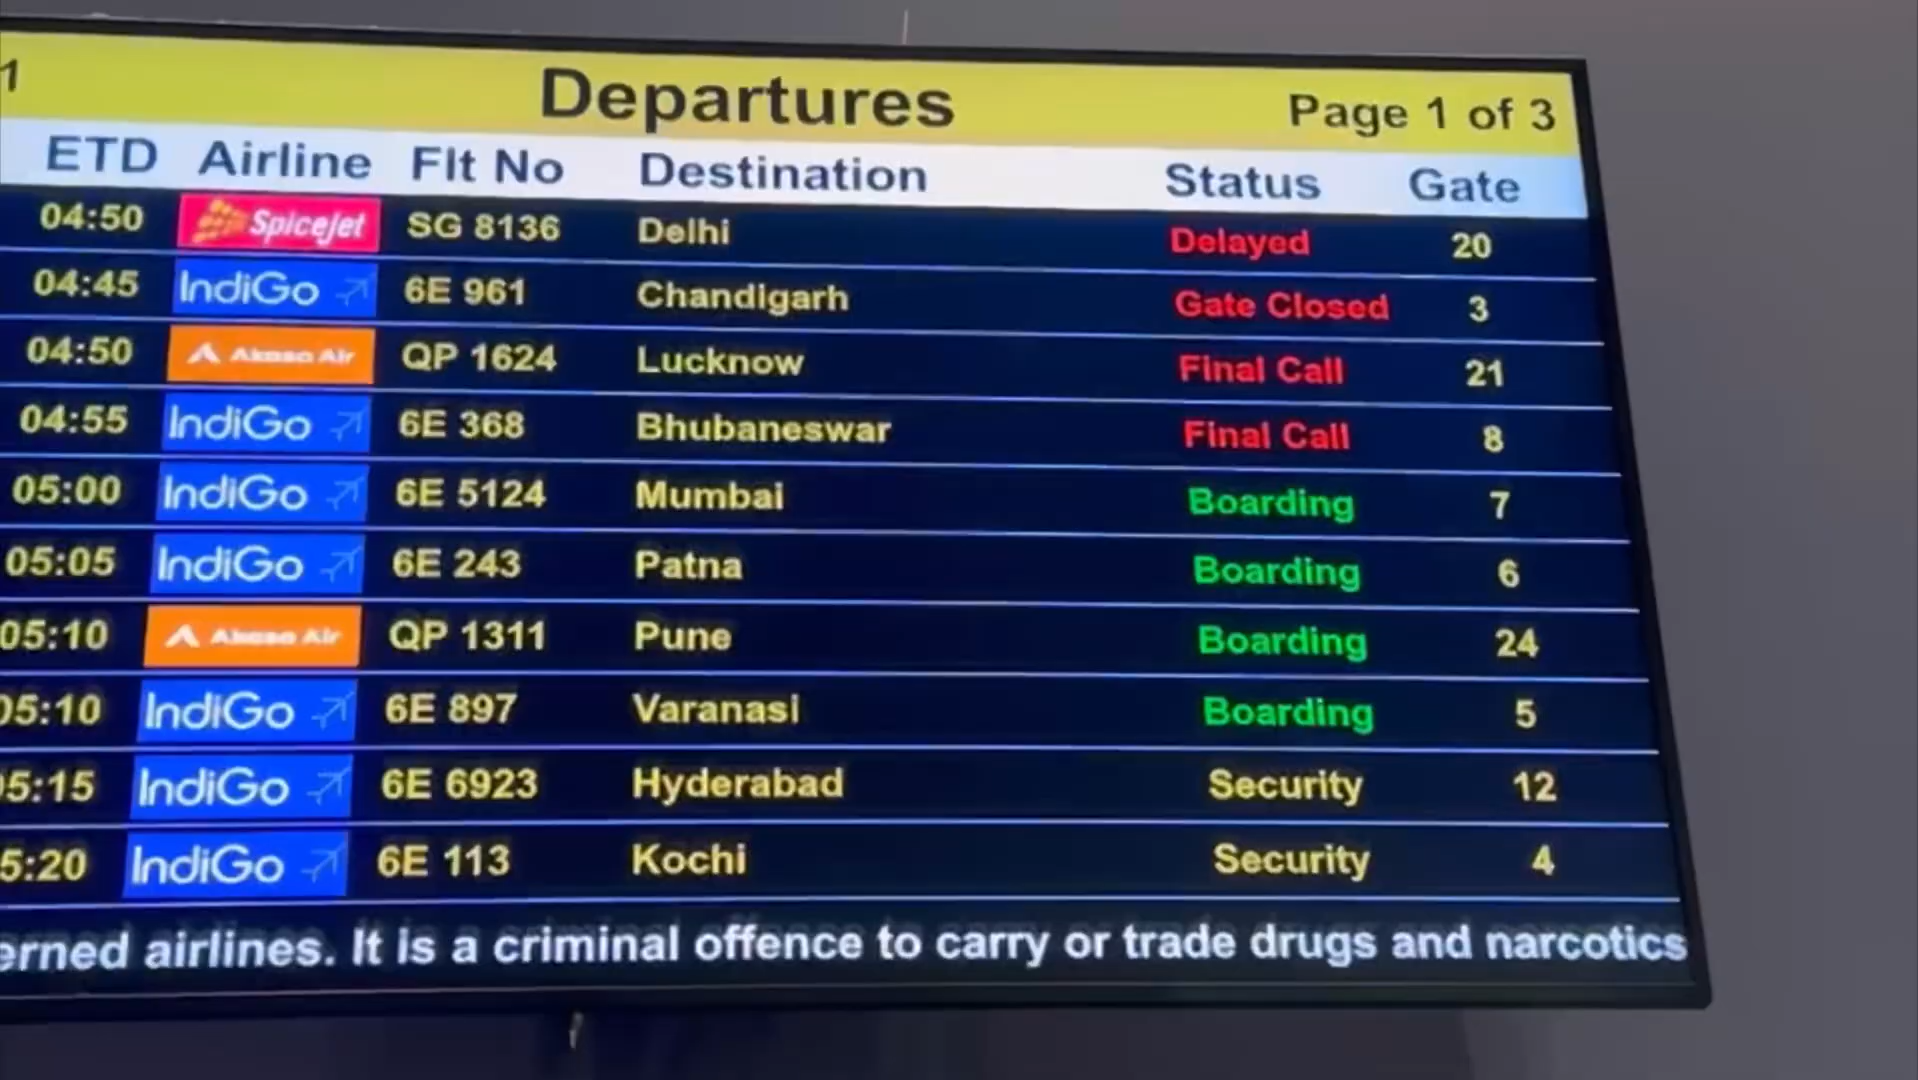 1 Departures Page 1 of 3
ETD Airline Flt No Destination Status Gate
04:50 SpiceJet SG 8136 Delhi Delayed 20
04:45 IndiGo 6E 961 Chandigarh Gate Closed 3
04:50 Akasa Air QP 1624 Lucknow Final Call 21
04:55 IndiGo 6E 368 Bhubaneswar Final Call 8
05:00 IndiGo 6E 5124 Mumbai Boarding 7
05:05 IndiGo 6E 243 Patna Boarding 6
05:10 Akasa Air QP 1311 Pune Boarding 24
05:10 IndiGo 6E 897 Varanasi Boarding 5
05:15 IndiGo 6E 6923 Hyderabad Security 12
5:20 IndiGo 6E 113 Kochi Security 4
erned airlines. It is a criminal offence to carry or trade drugs and narcotics